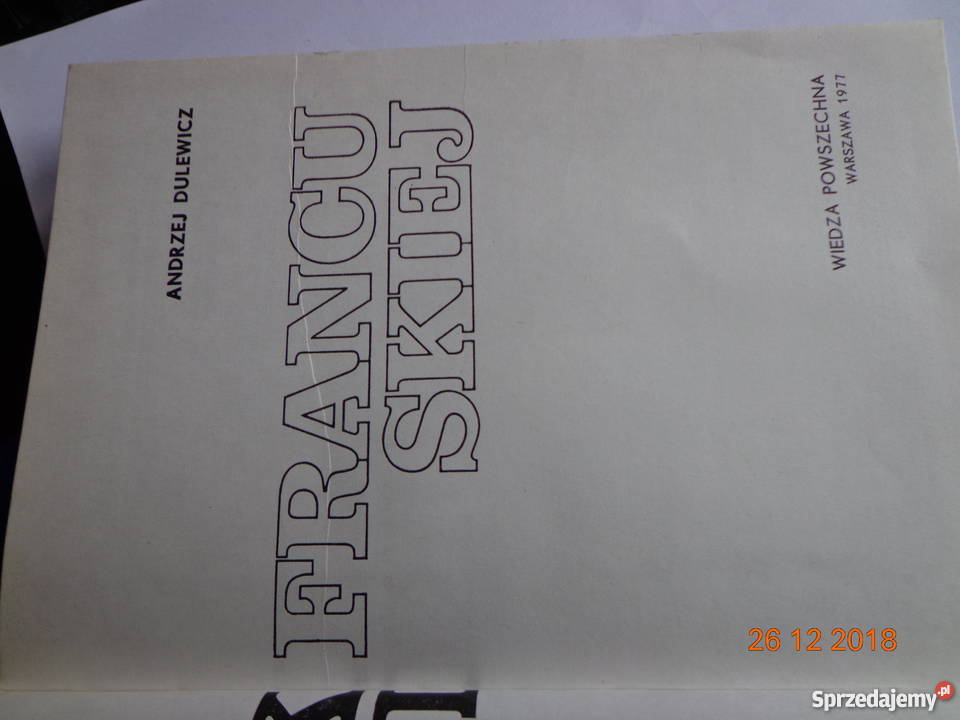 ANDRZEJ DULEWICZ
FRANCU
SKIEJ
WIEDZA POWSZECHNA
WARSZAWA 1977
26 12 2018
Sprzedajemy.pl